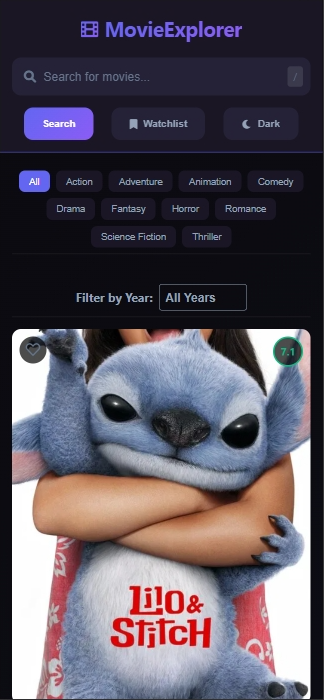 MovieExplorer
Search for movies... /
Search Watchlist Dark
All Action Adventure Animation Comedy
Drama Fantasy Horror Romance
Science Fiction Thriller
Filter by Year: All Years
7.1
Lilo &
Stitch